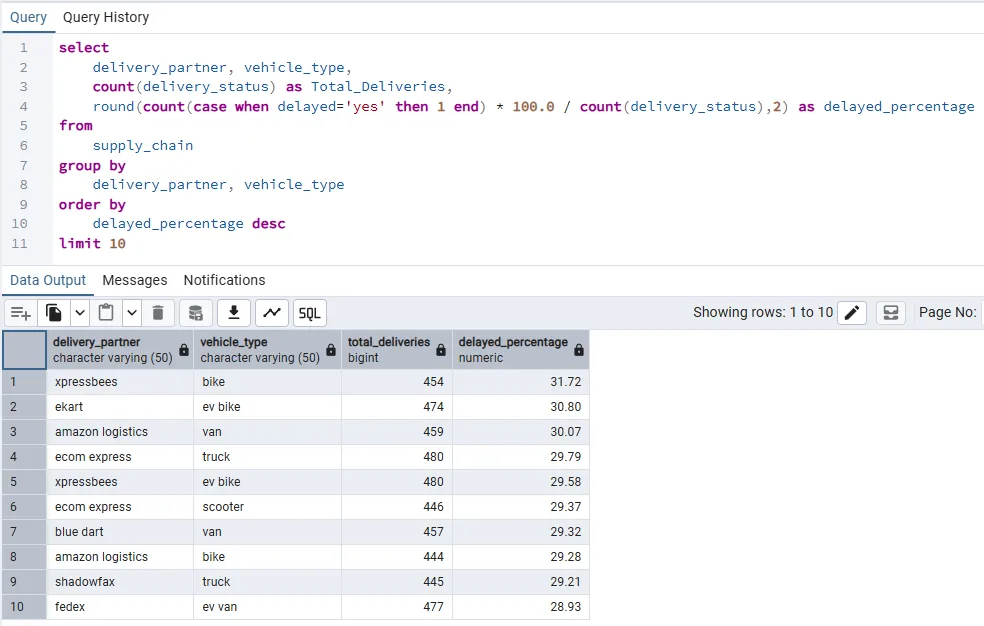 Query Query History
1 select
2 delivery_partner, vehicle_type,
3 count(delivery_status) as Total_Deliveries,
4 round(count(case when delayed='yes' then 1 end) * 100.0 / count(delivery_status),2) as delayed_percentage
5 from
6 supply_chain
7 group by
8 delivery_partner, vehicle_type
9 order by
10 delayed_percentage desc
11 limit 10
Data Output Messages Notifications
SQL Showing rows: 1 to 10 Page No:
delivery_partner vehicle_type total_deliveries delayed_percentage
character varying (50) character varying (50) bigint numeric
1 xpressbees bike 454 31.72
2 ekart ev bike 474 30.80
3 amazon logistics van 459 30.07
4 ecom express truck 480 29.79
5 xpressbees ev bike 480 29.58
6 ecom express scooter 446 29.37
7 blue dart van 457 29.32
8 amazon logistics bike 444 29.28
9 shadowfax truck 445 29.21
10 fedex ev van 477 28.93